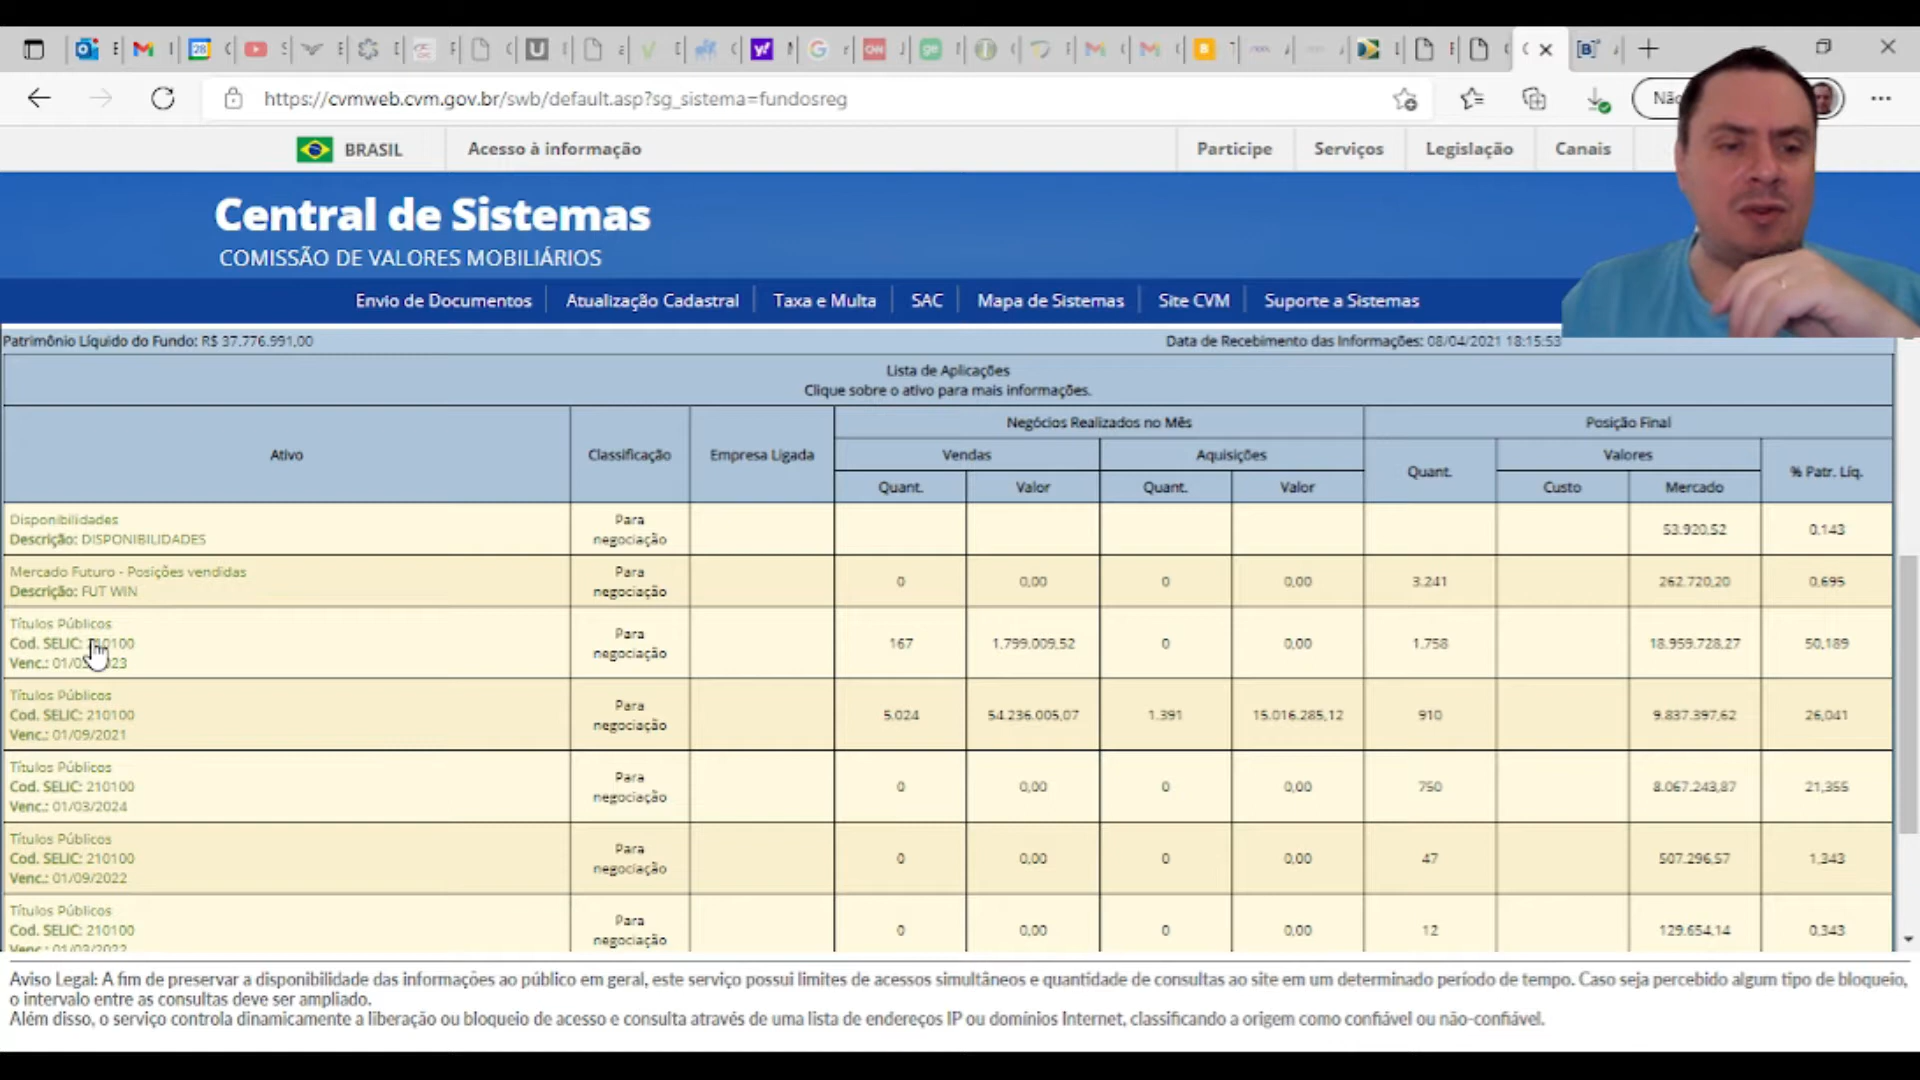 https://cvmweb.cvm.gov.br/swb/default.asp?sg_sistema=fundosreg
BRASIL Acesso à informação Participe Serviços Legislação Canais
Central de Sistemas
COMISSÃO DE VALORES MOBILIÁRIOS
Envio de Documentos Atualização Cadastral Taxa e Multa SAC Mapa de Sistemas Site CVM Suporte a Sistemas
Patrimônio Líquido do Fundo: R$ 37.776.991,00 Data de Recebimento das Informações: 08/04/2021 18:15:53
Lista de Aplicações
Clique sobre o ativo para mais informações.
Ativo Classificação Empresa Ligada Negócios Realizados no Mês Posição Final
Vendas Aquisições Quant. Valores % Patr. Líq.
Quant. Valor Quant. Valor Custo Mercado
Disponibilidades
Descrição: DISPONIBILIDADES
Para
negociação
53.920,52 0,143
Mercado Futuro - Posições vendidas
Descrição: FUT WIN
Para
negociação
0 0,00 0 0,00 3.241 262.720,20 0,695
Títulos Públicos
Cod. SELIC: 0100
Venc.: 01/0 23
Para
negociação
167 1.799.009,52 0 0,00 1.758 18.959.728,27 50,189
Títulos Públicos
Cod. SELIC: 210100
Venc.: 01/09/2021
Para
negociação
5.024 54.236.005,07 1.391 15.016.285,12 910 9.837.397,62 26,041
Títulos Públicos
Cod. SELIC: 210100
Venc.: 01/03/2024
Para
negociação
0 0,00 0 0,00 750 8.067.243,87 21,355
Títulos Públicos
Cod. SELIC: 210100
Venc.: 01/09/2022
Para
negociação
0 0,00 0 0,00 47 507.296,57 1,343
Títulos Públicos
Cod. SELIC: 210100
Venc.: 01/03/2022
Para
negociação
0 0,00 0 0,00 12 129.654,14 0,343
Aviso Legal: A fim de preservar a disponibilidade das informações ao público em geral, este serviço possui limites de acessos simultâneos e quantidade de consultas ao site em um determinado período de tempo. Caso seja percebido algum tipo de bloqueio,
o intervalo entre as consultas deve ser ampliado.
Além disso, o serviço controla dinamicamente a liberação ou bloqueio de acesso e consulta através de uma lista de endereços IP ou domínios Internet, classificando a origem como confiável ou não-confiável.